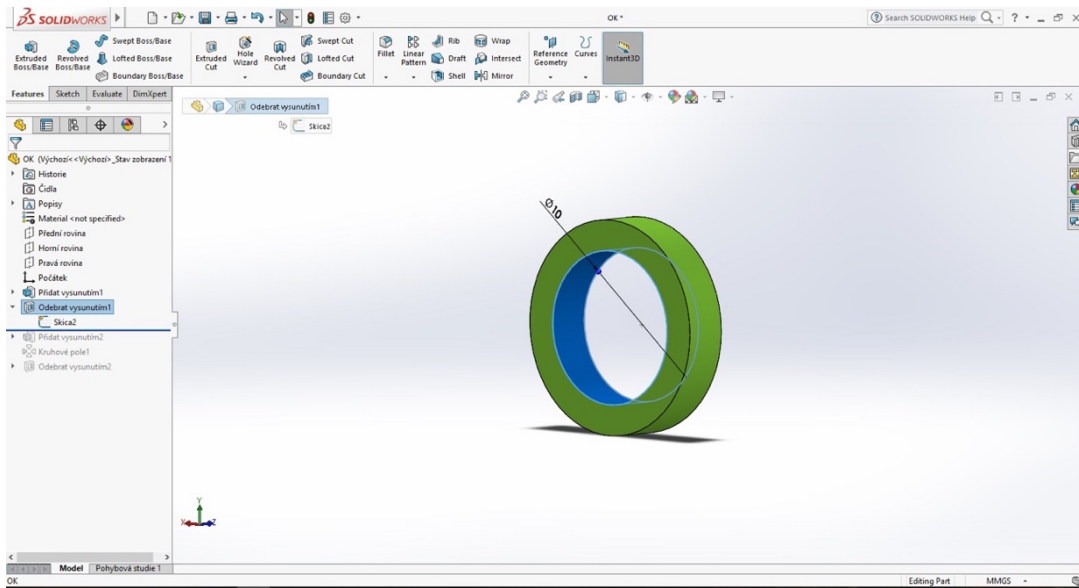 SOLIDWORKS
OK *
Search SOLIDWORKS Help
Extruded Boss/Base
Revolved Boss/Base
Swept Boss/Base
Lofted Boss/Base
Boundary Boss/Base
Extruded Cut
Hole Wizard
Revolved Cut
Swept Cut
Lofted Cut
Boundary Cut
Fillet
Linear Pattern
Rib
Draft
Shell
Wrap
Intersect
Mirror
Reference Geometry
Curves
Instant3D
Features Sketch Evaluate DimXpert
Odebrat vysunutím1
Skica2
OK (Výchozí<<Výchozí>_Stav zobrazení 1
Historie
Čidla
Popisy
Material <not specified>
Přední rovina
Horní rovina
Pravá rovina
Počátek
Přidat vysunutím1
Odebrat vysunutím1
Skica2
Přidat vysunutím2
Kruhové pole1
Odebrat vysunutím2
Ø10
Y
X
Z
Model Pohybová studie 1
OK
Editing Part MMGS